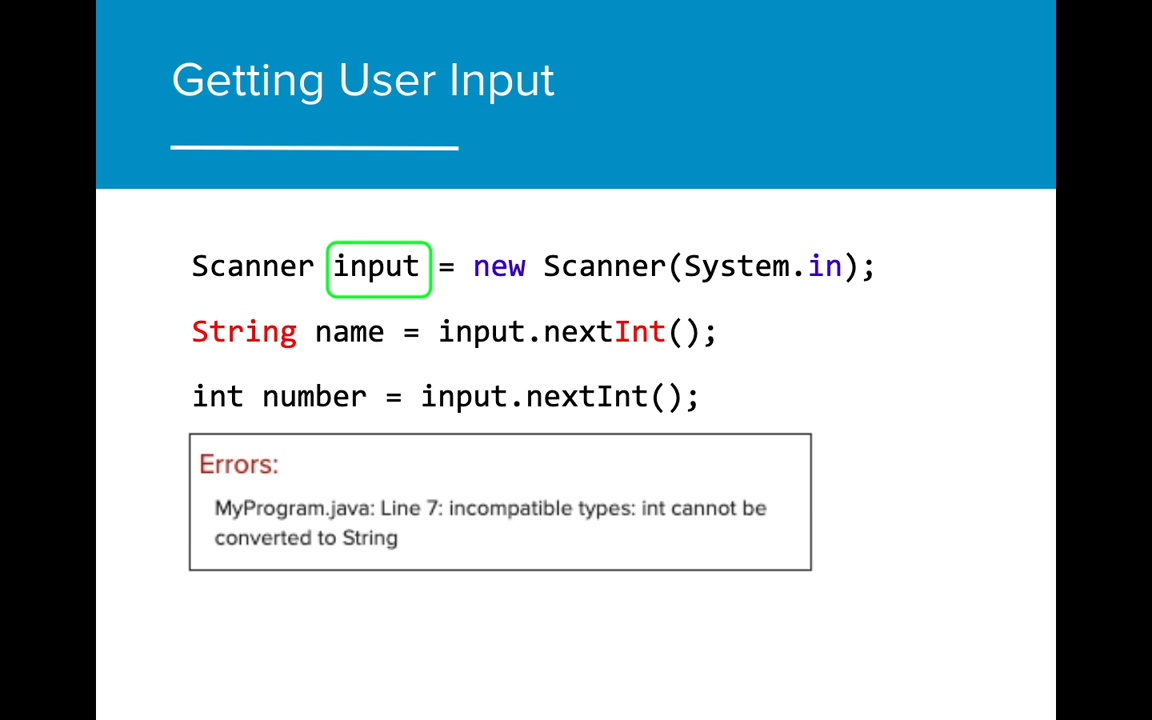 Getting User Input
Scanner input = new Scanner(System.in);
String name = input.nextInt();
int number = input.nextInt();
Errors:
MyProgram.java: Line 7: incompatible types: int cannot be
converted to String